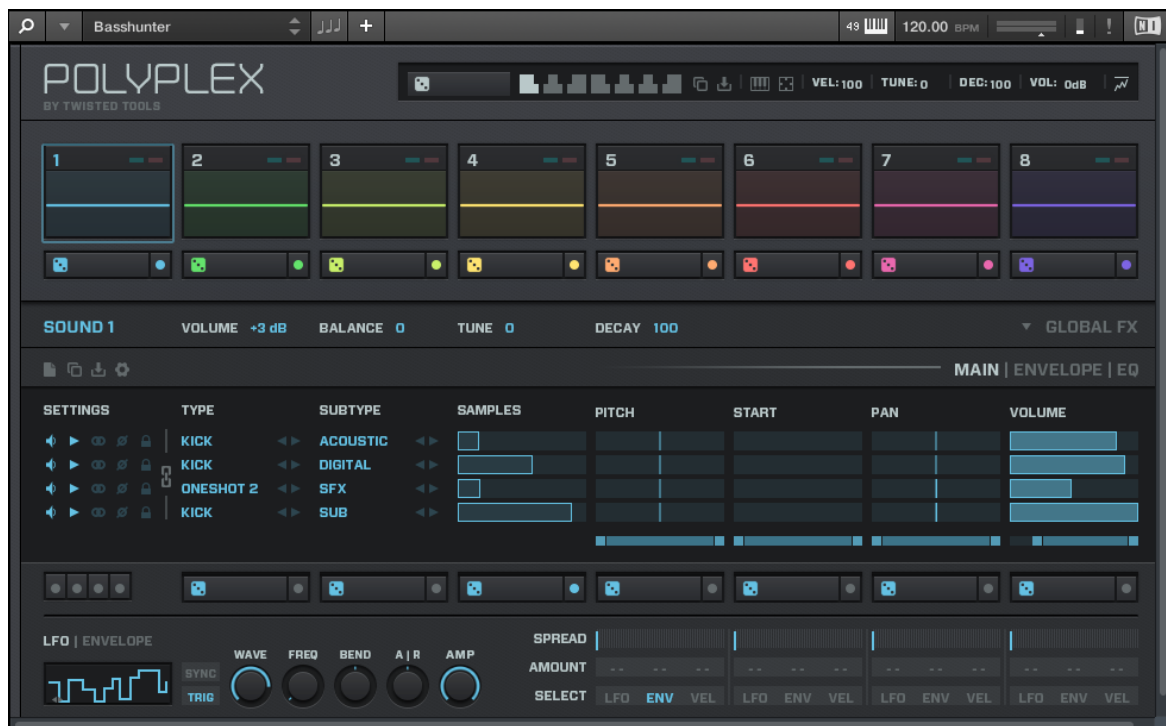 Basshunter
+
49
120.00 BPM
!
NI
POLYPLEX
BY TWISTED TOOLS
VEL: 100
TUNE: 0
DEC: 100
VOL: 0dB
1 2 3 4 5 6 7 8
SOUND 1 VOLUME +3 dB BALANCE 0 TUNE 0 DECAY 100 GLOBAL FX
MAIN | ENVELOPE | EQ
SETTINGS TYPE SUBTYPE SAMPLES PITCH START PAN VOLUME
KICK ACOUSTIC
KICK DIGITAL
ONESHOT 2 SFX
KICK SUB
LFO | ENVELOPE
SYNC
TRIG
WAVE FREQ BEND A|R AMP
SPREAD
AMOUNT -- -- -- -- -- -- -- -- -- -- -- --
SELECT LFO ENV VEL LFO ENV VEL LFO ENV VEL LFO ENV VEL